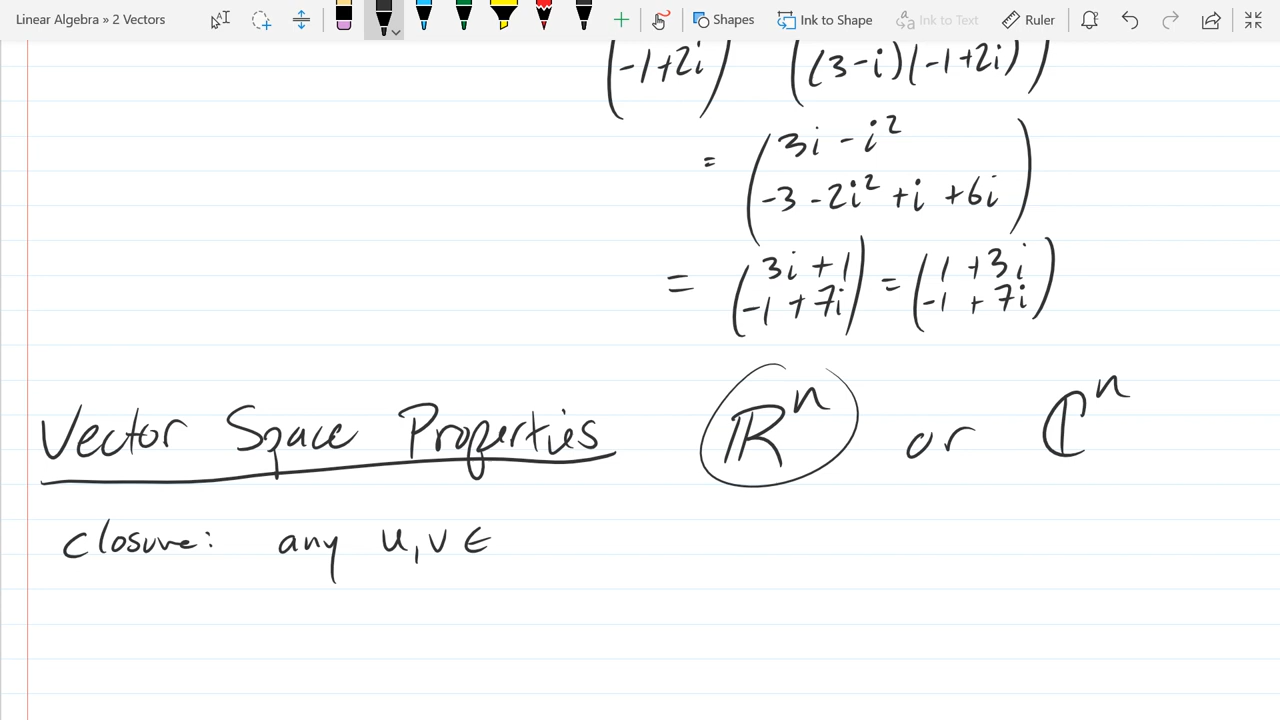 Linear Algebra » 2 Vectors Shapes Ink to Shape Ink to Text Ruler
(-1+2i) ((3-i)(-1+2i))
= (3i - i²
-3 - 2i² + i + 6i)
= (3i + 1 = (1 + 3i
-1 + 7i) -1 + 7i)
Vector Space Properties ℝⁿ or ℂⁿ
closure: any u, v ∈